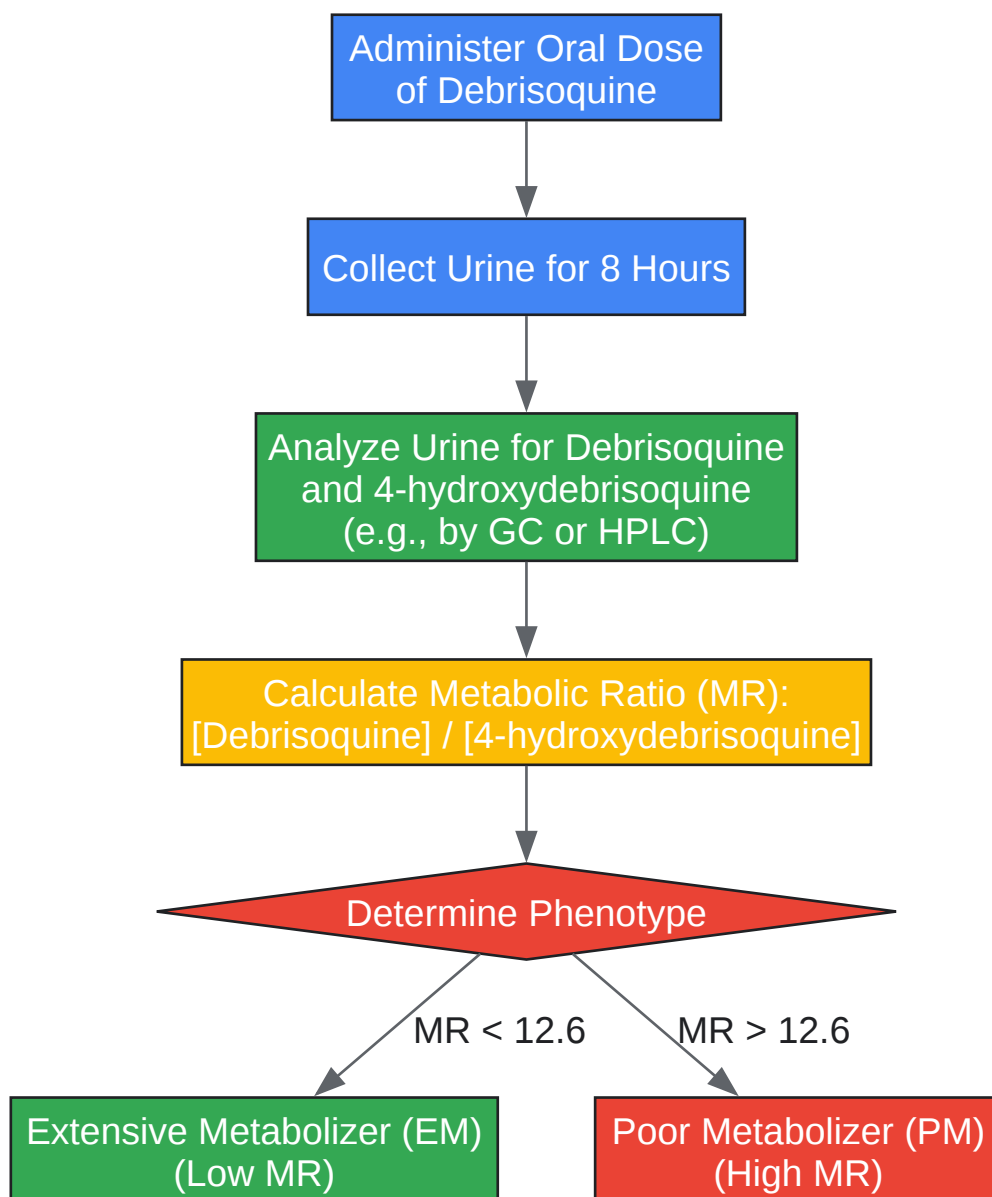 Administer Oral Dose
of Debrisoquine
Collect Urine for 8 Hours
Analyze Urine for Debrisoquine
and 4-hydroxydebrisoquine
(e.g., by GC or HPLC)
Calculate Metabolic Ratio (MR):
[Debrisoquine] / [4-hydroxydebrisoquine]
Determine Phenotype
MR < 12.6
MR > 12.6
Extensive Metabolizer (EM)
(Low MR)
Poor Metabolizer (PM)
(High MR)